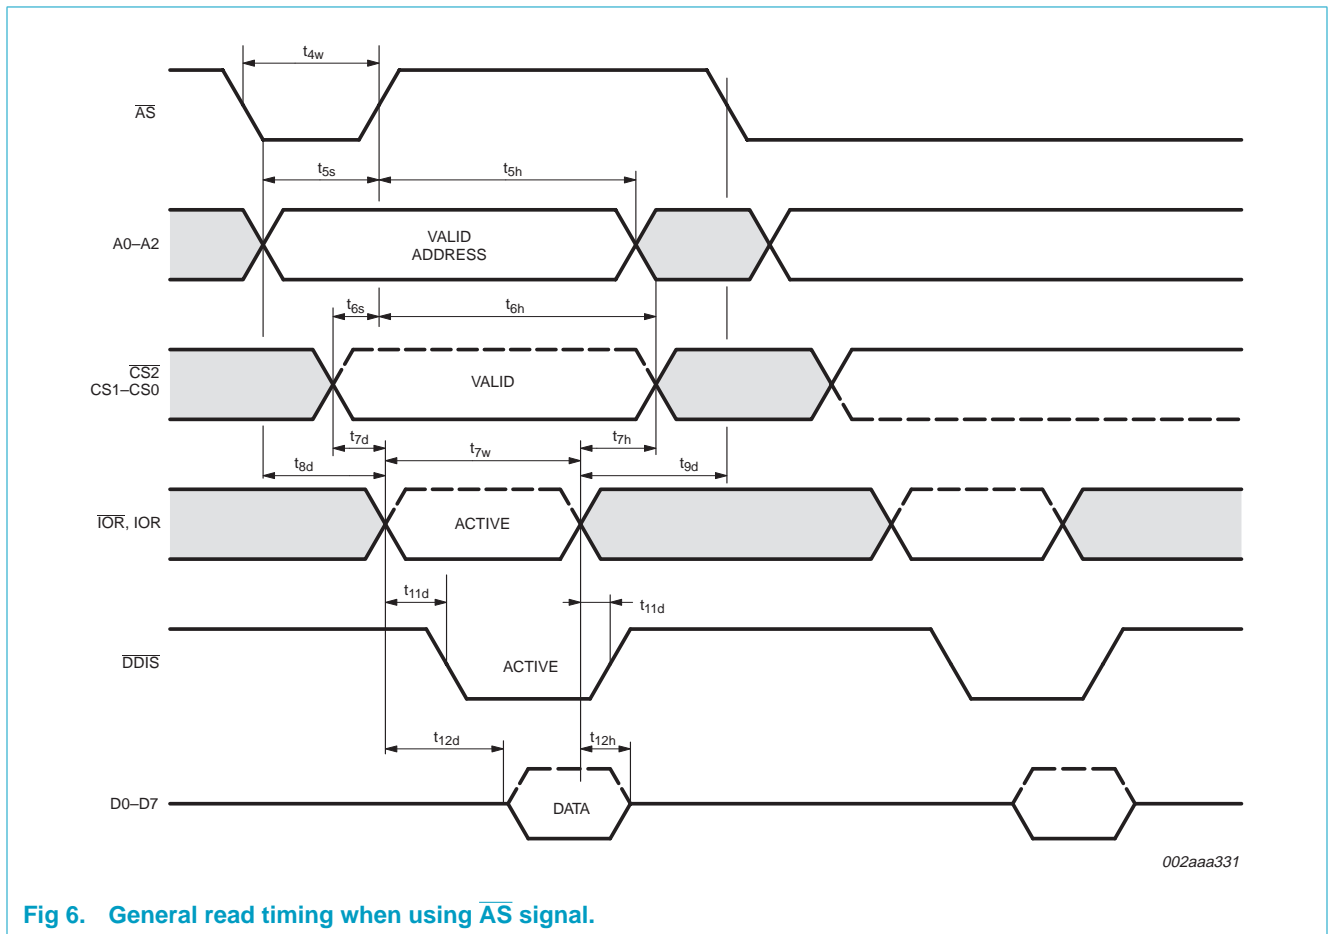 t4w
AS
t5s
t5h
A0–A2
VALID
ADDRESS
t6s
t6h
CS2
CS1–CS0
VALID
t7d
t7w
t7h
t8d
t9d
IOR, IOR
ACTIVE
t11d
t11d
DDIS
ACTIVE
t12d
t12h
D0–D7
DATA
002aaa331
Fig 6. General read timing when using AS signal.